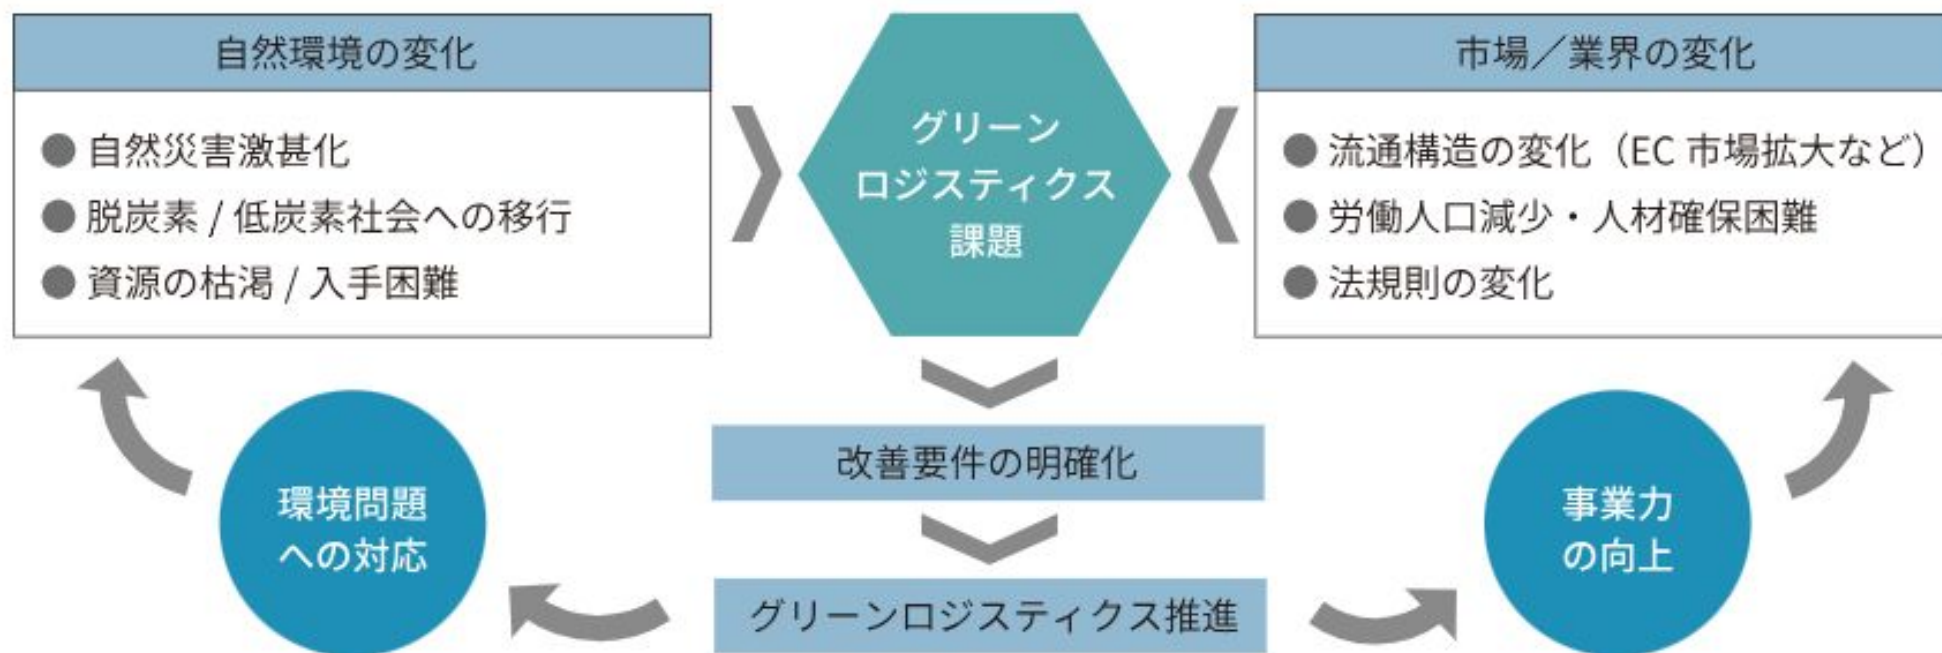 自然環境の変化
● 自然災害激甚化
● 脱炭素 / 低炭素社会への移行
● 資源の枯渇 / 入手困難
グリーン
ロジスティクス
課題
市場／業界の変化
● 流通構造の変化（EC 市場拡大など）
● 労働人口減少・人材確保困難
● 法規則の変化
改善要件の明確化
グリーンロジスティクス推進
環境問題
への対応
事業力
の向上